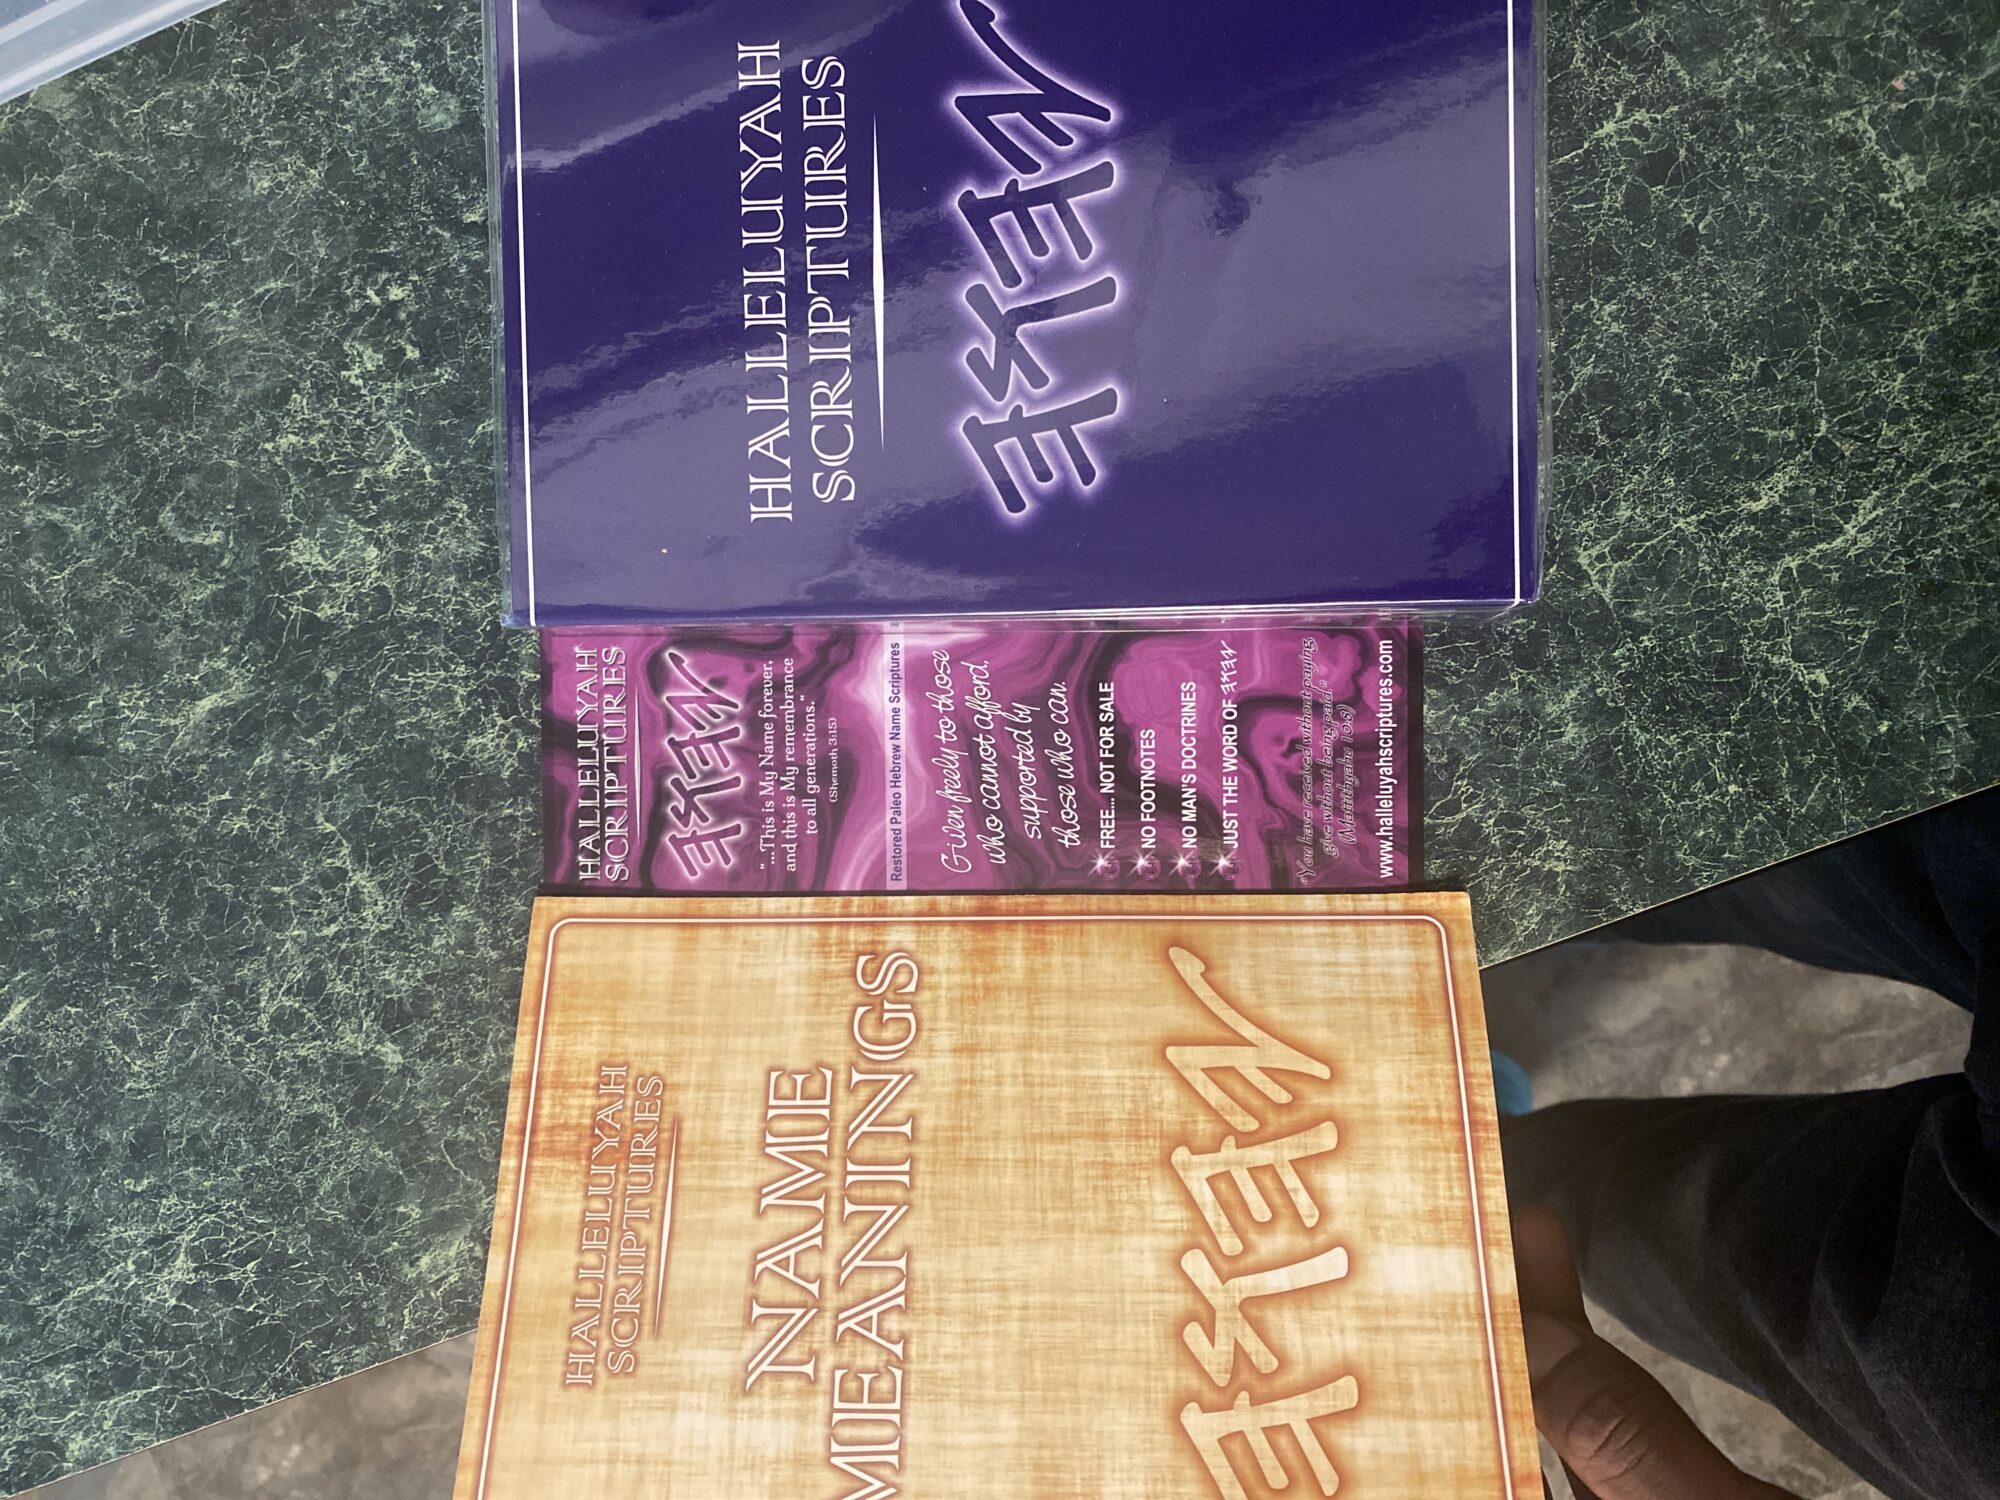 HALLELUYAH
SCRIPTURES
NAME
MEANINGS
𐤉𐤄𐤅𐤄
HALLELUYAH
SCRIPTURES
𐤉𐤄𐤅𐤄
"...This is My Name forever,
and this is My remembrance
to all generations."
(Shemoth 3:15)
Restored Paleo Hebrew Name Scriptures
Given freely to those
who cannot afford,
supported by
those who can.
FREE... NOT FOR SALE
NO FOOTNOTES
NO MAN'S DOCTRINES
JUST THE WORD OF 𐤉𐤄𐤅𐤄
"You have received without paying,
give without being paid."
(Mattithyahu 10:8)
www.halleluyahscriptures.com
HALLELUYAH
SCRIPTURES
𐤉𐤄𐤅𐤄